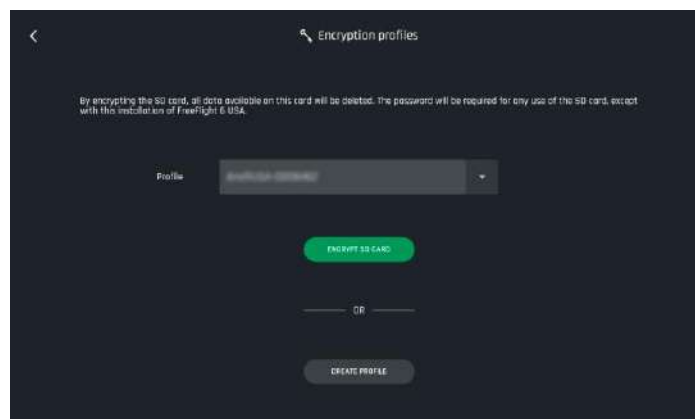 Encryption profiles
By encrypting the SD card, all data available on this card will be deleted. The password will be required for any use of the SD card, except
with this installation of FreeFlight 6 USA.
Profile
ENCRYPT SD CARD
OR
CREATE PROFILE